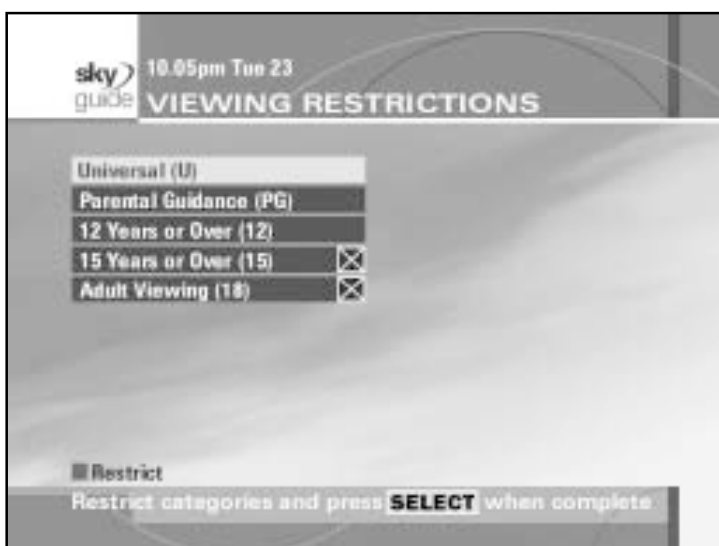 sky
guide
10.05pm Tue 23
VIEWING RESTRICTIONS
Universal (U)
Parental Guidance (PG)
12 Years or Over (12)
15 Years or Over (15)
Adult Viewing (18)
Restrict
Restrict categories and press SELECT when complete